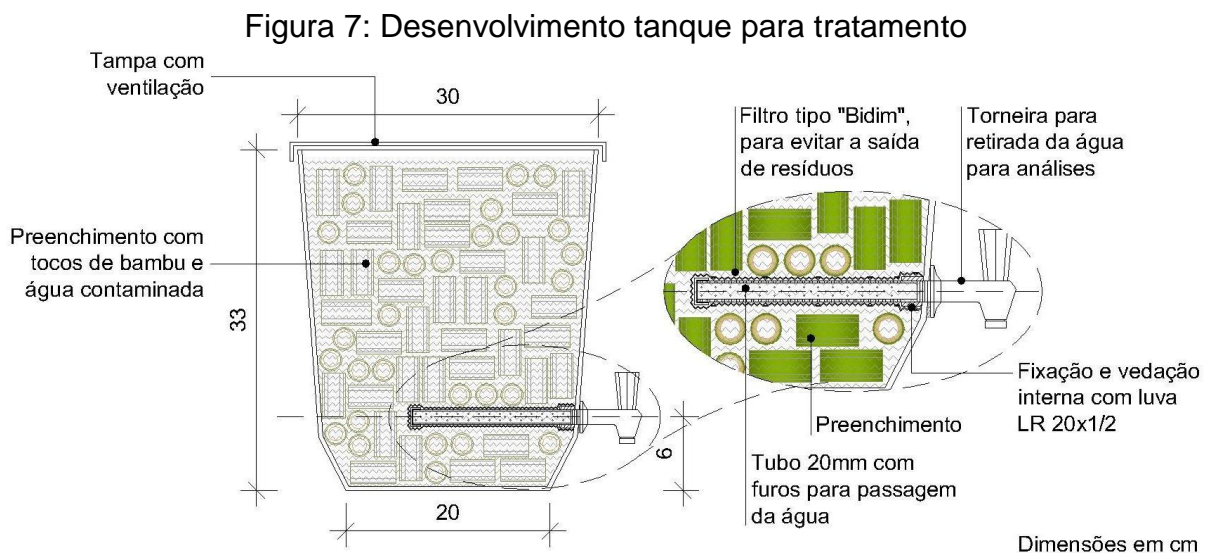 Figura 7: Desenvolvimento tanque para tratamento
Tampa com
ventilação
30
Filtro tipo "Bidim",
para evitar a saída
de resíduos
Torneira para
retirada da água
para análises
Preenchimento com
tocos de bambu e
água contaminada
33
Fixação e vedação
interna com luva
LR 20x1/2
Preenchimento
6
Tubo 20mm com
furos para passagem
da água
20
Dimensões em cm